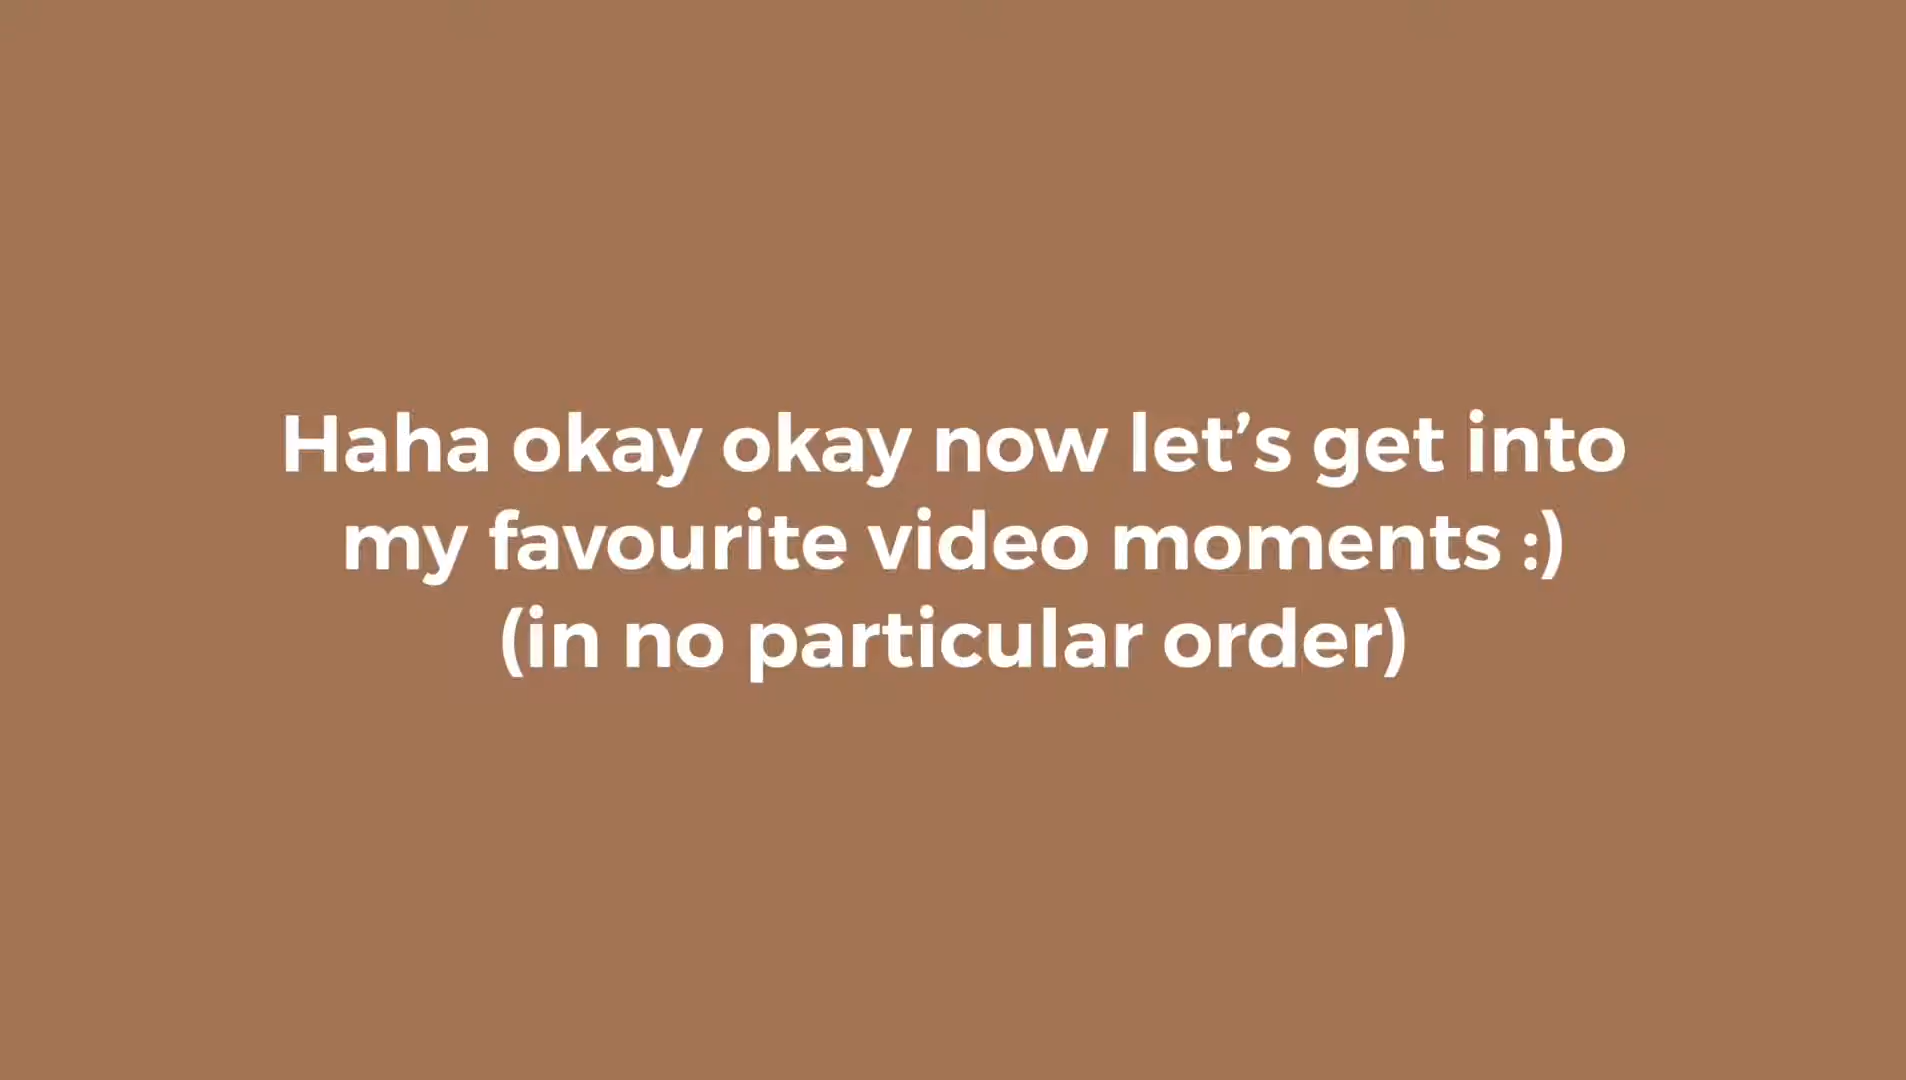 Haha okay okay now let’s get into
my favourite video moments :)
(in no particular order)